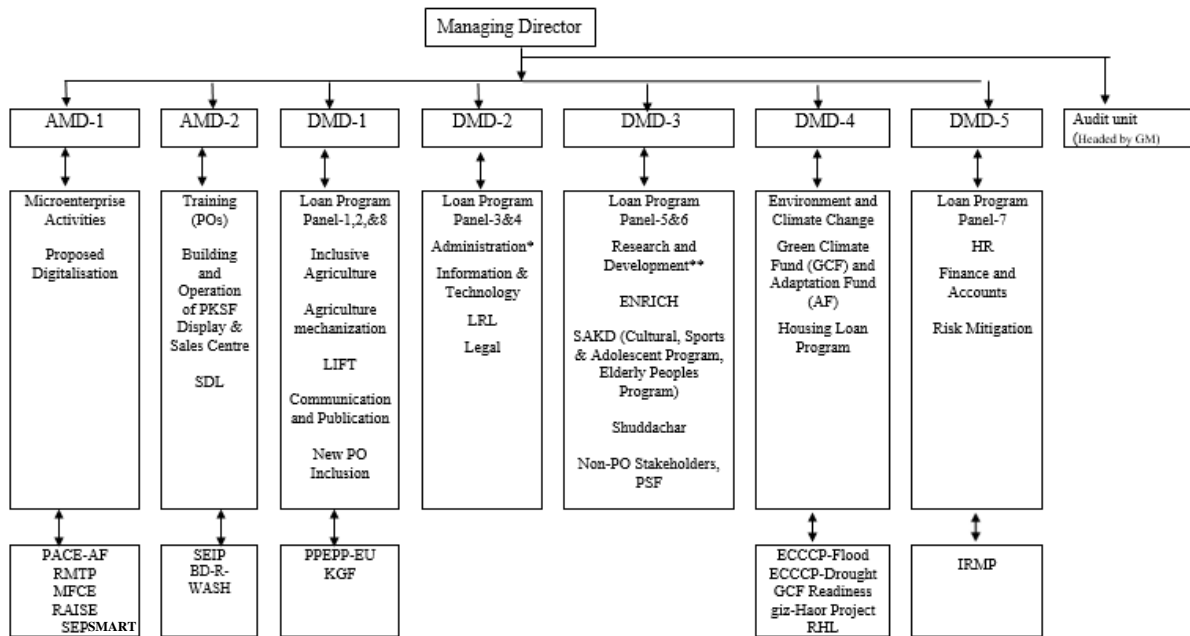 Managing Director
AMD-1
AMD-2
DMD-1
DMD-2
DMD-3
DMD-4
DMD-5
Audit unit
(Headed by GM)
Microenterprise
Activities
Proposed
Digitalisation
Training
(POs)
Building
and
Operation
of PKSF
Display &
Sales Centre
SDL
Loan Program
Panel-1,2,&8
Inclusive
Agriculture
Agriculture
mechanization
LIFT
Communication
and Publication
New PO
Inclusion
Loan Program
Panel-3&4
Administration*
Information &
Technology
LRL
Legal
Loan Program
Panel-5&6
Research and
Development**
ENRICH
SAKD (Cultural, Sports
& Adolescent Program,
Elderly Peoples
Program)
Shuddachar
Non-PO Stakeholders,
PSF
Environment and
Climate Change
Green Climate
Fund (GCF) and
Adaptation Fund
(AF)
Housing Loan
Program
Loan Program
Panel-7
HR
Finance and
Accounts
Risk Mitigation
PACE-AF
RMTP
MFCE
RAISE
SEPSMART
SEIP
BD-R-
WASH
PPEPP-EU
KGF
ECCCP-Flood
ECCCP-Drought
GCF Readiness
giz-Haor Project
RHL
IRMP